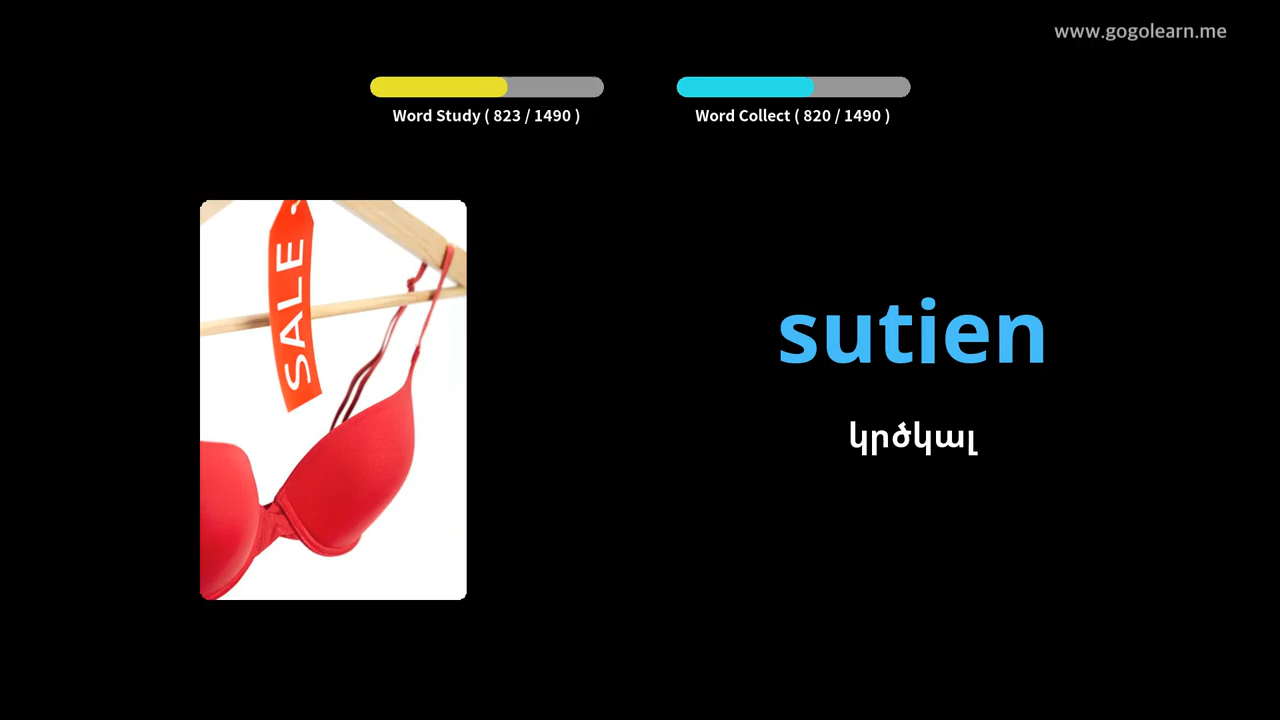 www.gogolearn.me
Word Study ( 823 / 1490 )
Word Collect ( 820 / 1490 )
SALE
sutien
կրծկալ